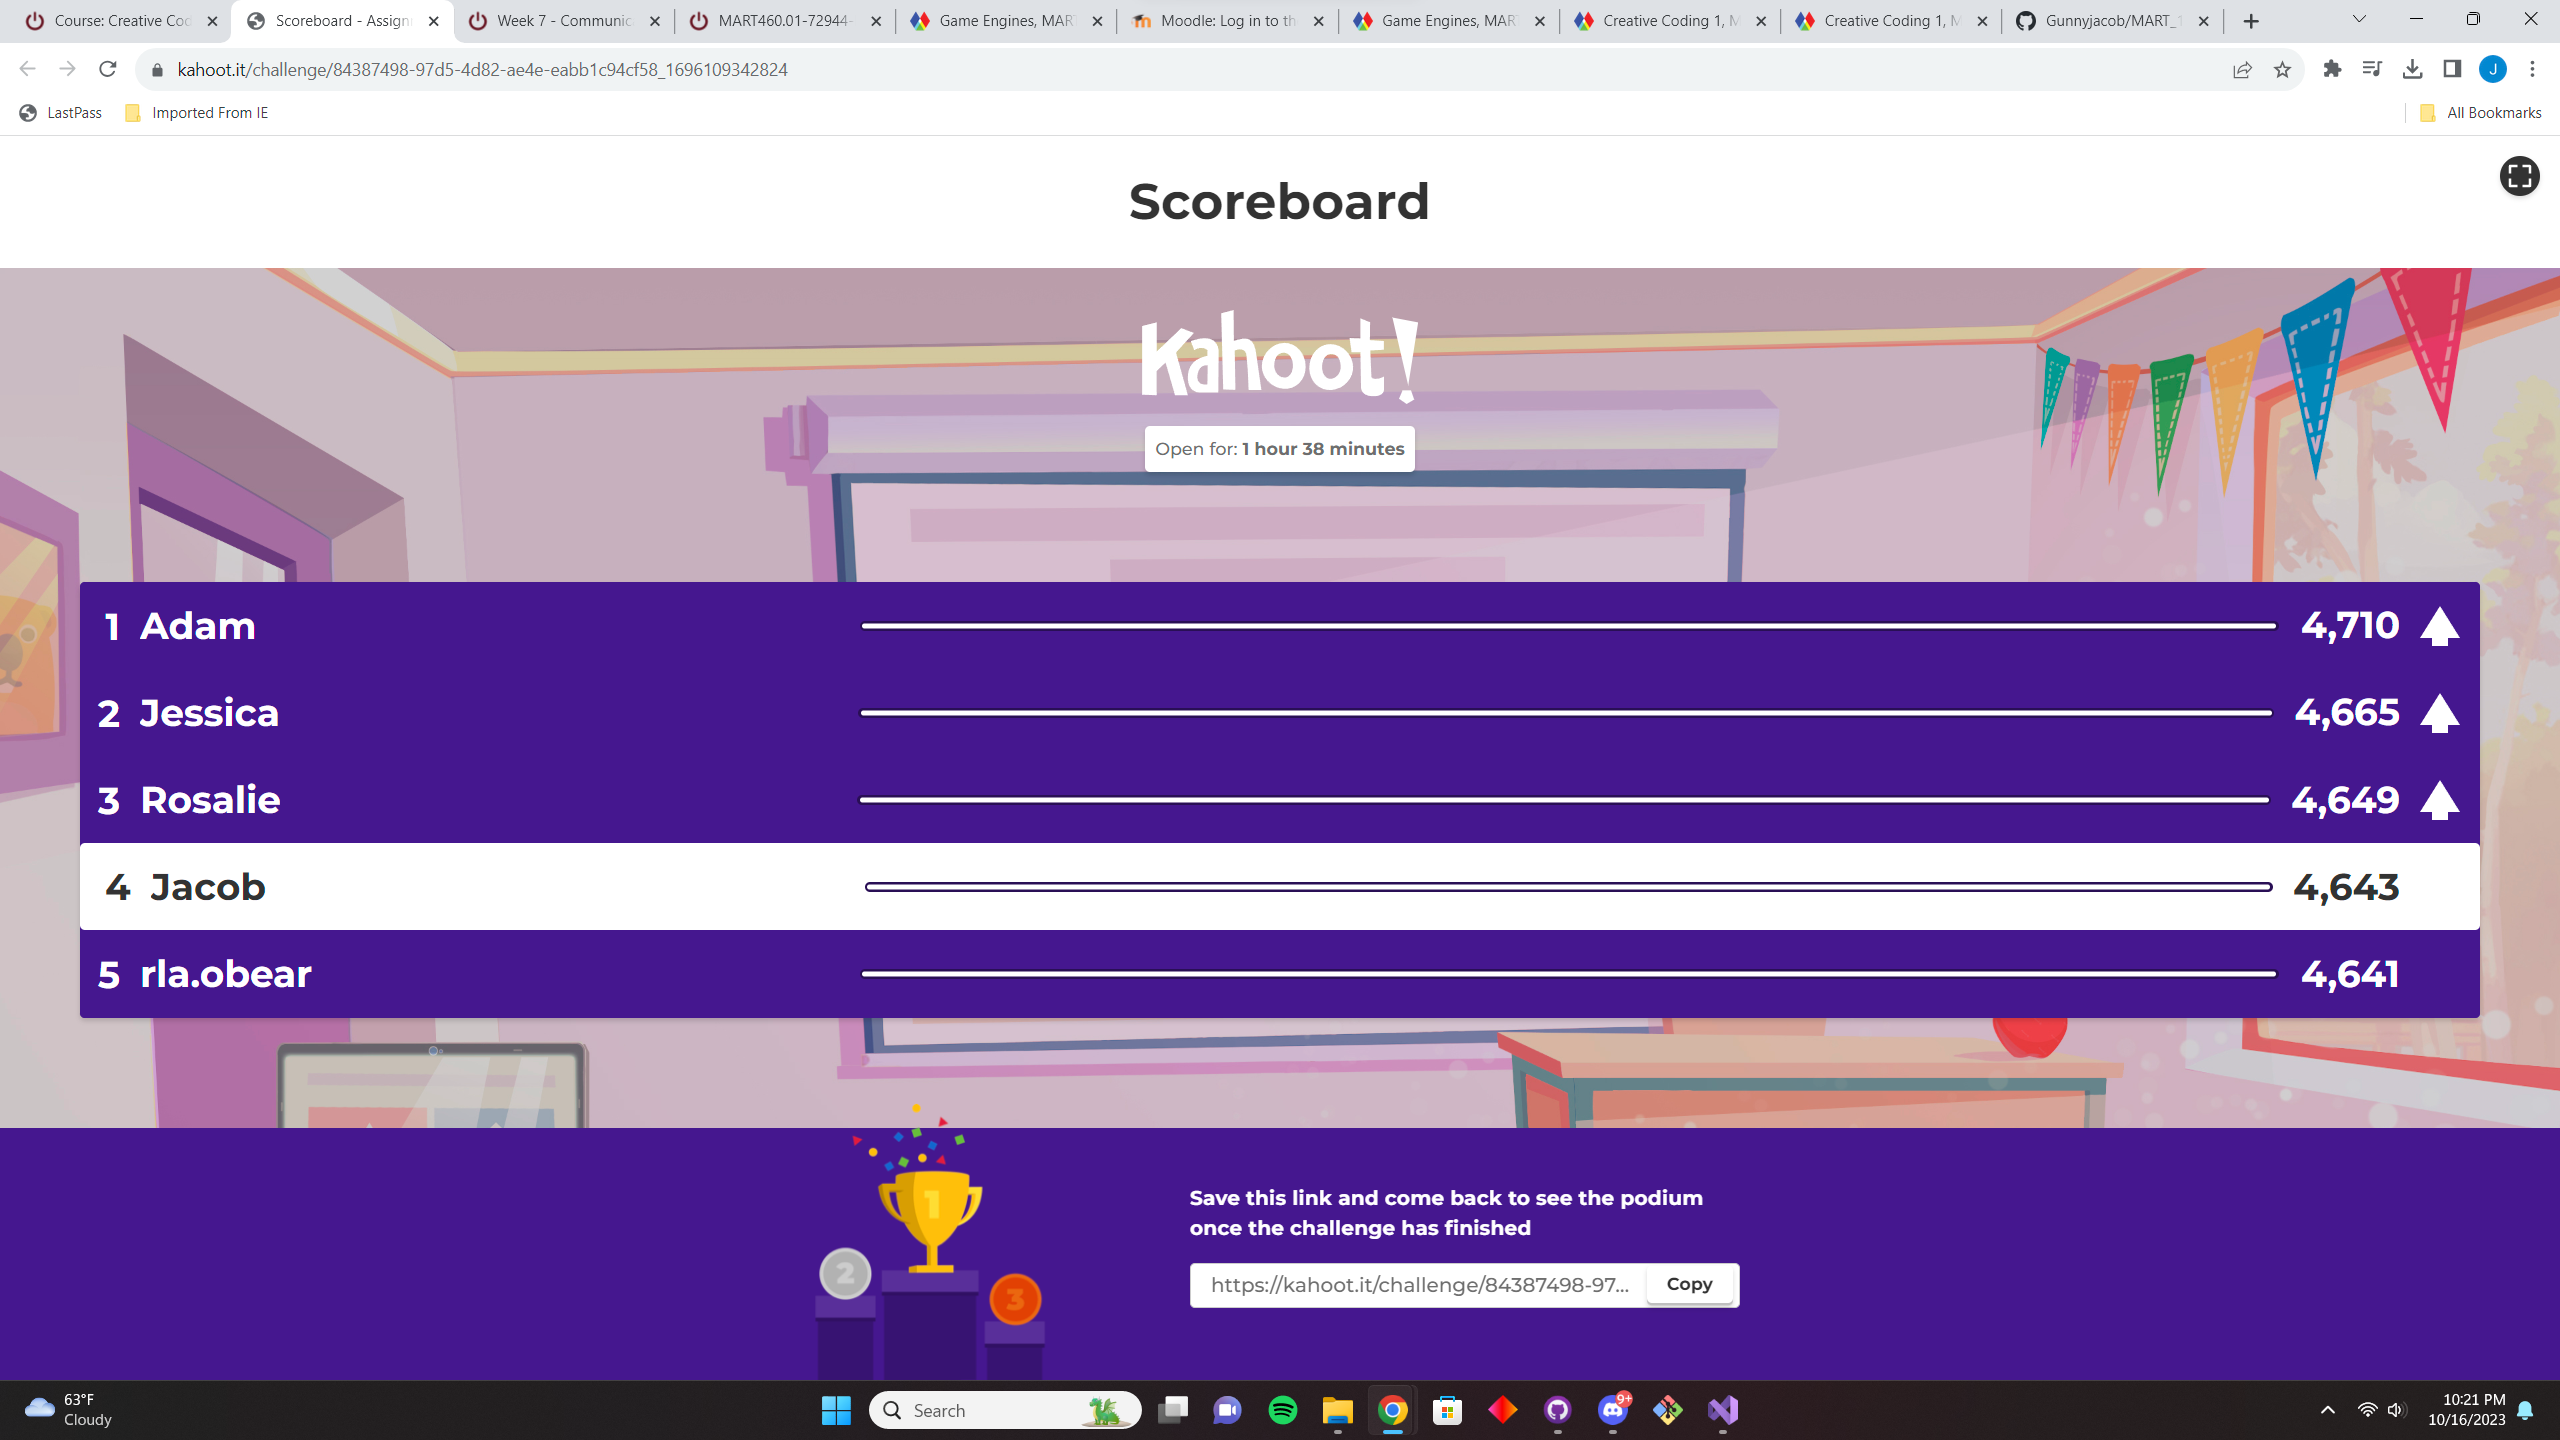 Course: Creative Cod
Scoreboard - Assign
Week 7 - Communic
MART460.01-72944-
Game Engines, MAR
Moodle: Log in to th
Game Engines, MAR
Creative Coding 1, M
Creative Coding 1, M
Gunnyjacob/MART_1
kahoot.it/challenge/84387498-97d5-4d82-ae4e-eabb1c94cf58_1696109342824
J
LastPass
Imported From IE
All Bookmarks
Scoreboard
Kahoot!
Open for: 1 hour 38 minutes
1 Adam 4,710
2 Jessica 4,665
3 Rosalie 4,649
4 Jacob 4,643
5 rla.obear 4,641
1
2
3
Save this link and come back to see the podium
once the challenge has finished
https://kahoot.it/challenge/84387498-97...
Copy
63°F
Cloudy
Search
9+
10:21 PM
10/16/2023